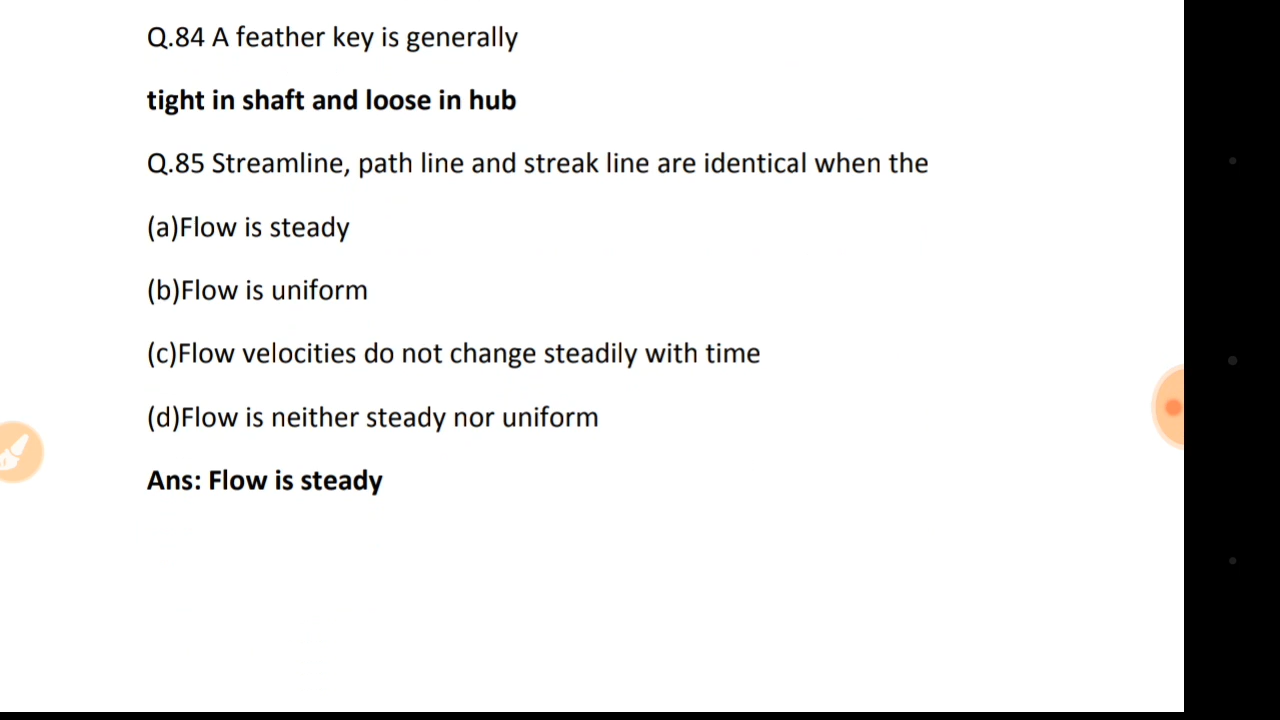 Q.84 A feather key is generally
tight in shaft and loose in hub
Q.85 Streamline, path line and streak line are identical when the
(a)Flow is steady
(b)Flow is uniform
(c)Flow velocities do not change steadily with time
(d)Flow is neither steady nor uniform
Ans: Flow is steady